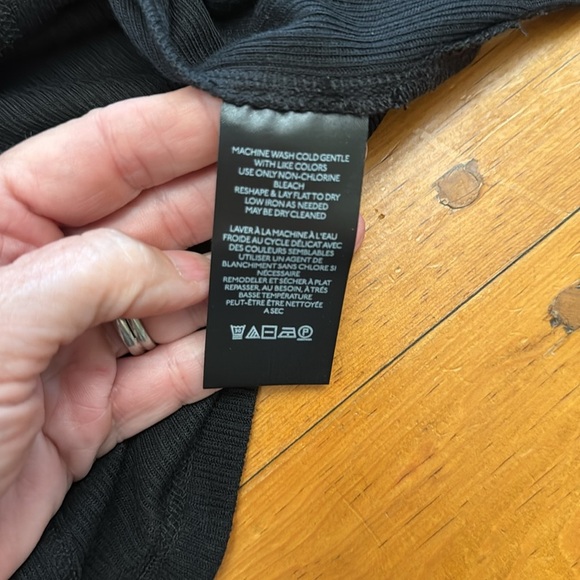 MACHINE WASH COLD GENTLE
WITH LIKE COLORS
USE ONLY NON-CHLORINE
BLEACH
RESHAPE & LAY FLAT TO DRY
LOW IRON AS NEEDED
MAY BE DRY CLEANED
LAVER À LA MACHINE À L'EAU
FROIDE AU CYCLE DÉLICAT AVEC
DES COULEURS SEMBLABLES
UTILISER UN AGENT DE
BLANCHIMENT SANS CHLORE SI
NÉCESSAIRE
REMODELER ET SÉCHER À PLAT
REPASSER, AU BESOIN, À TRÉS
BASSE TEMPÉRATURE
PEUT-ÊTRE ÊTRE NETTOYÉE
A SEC